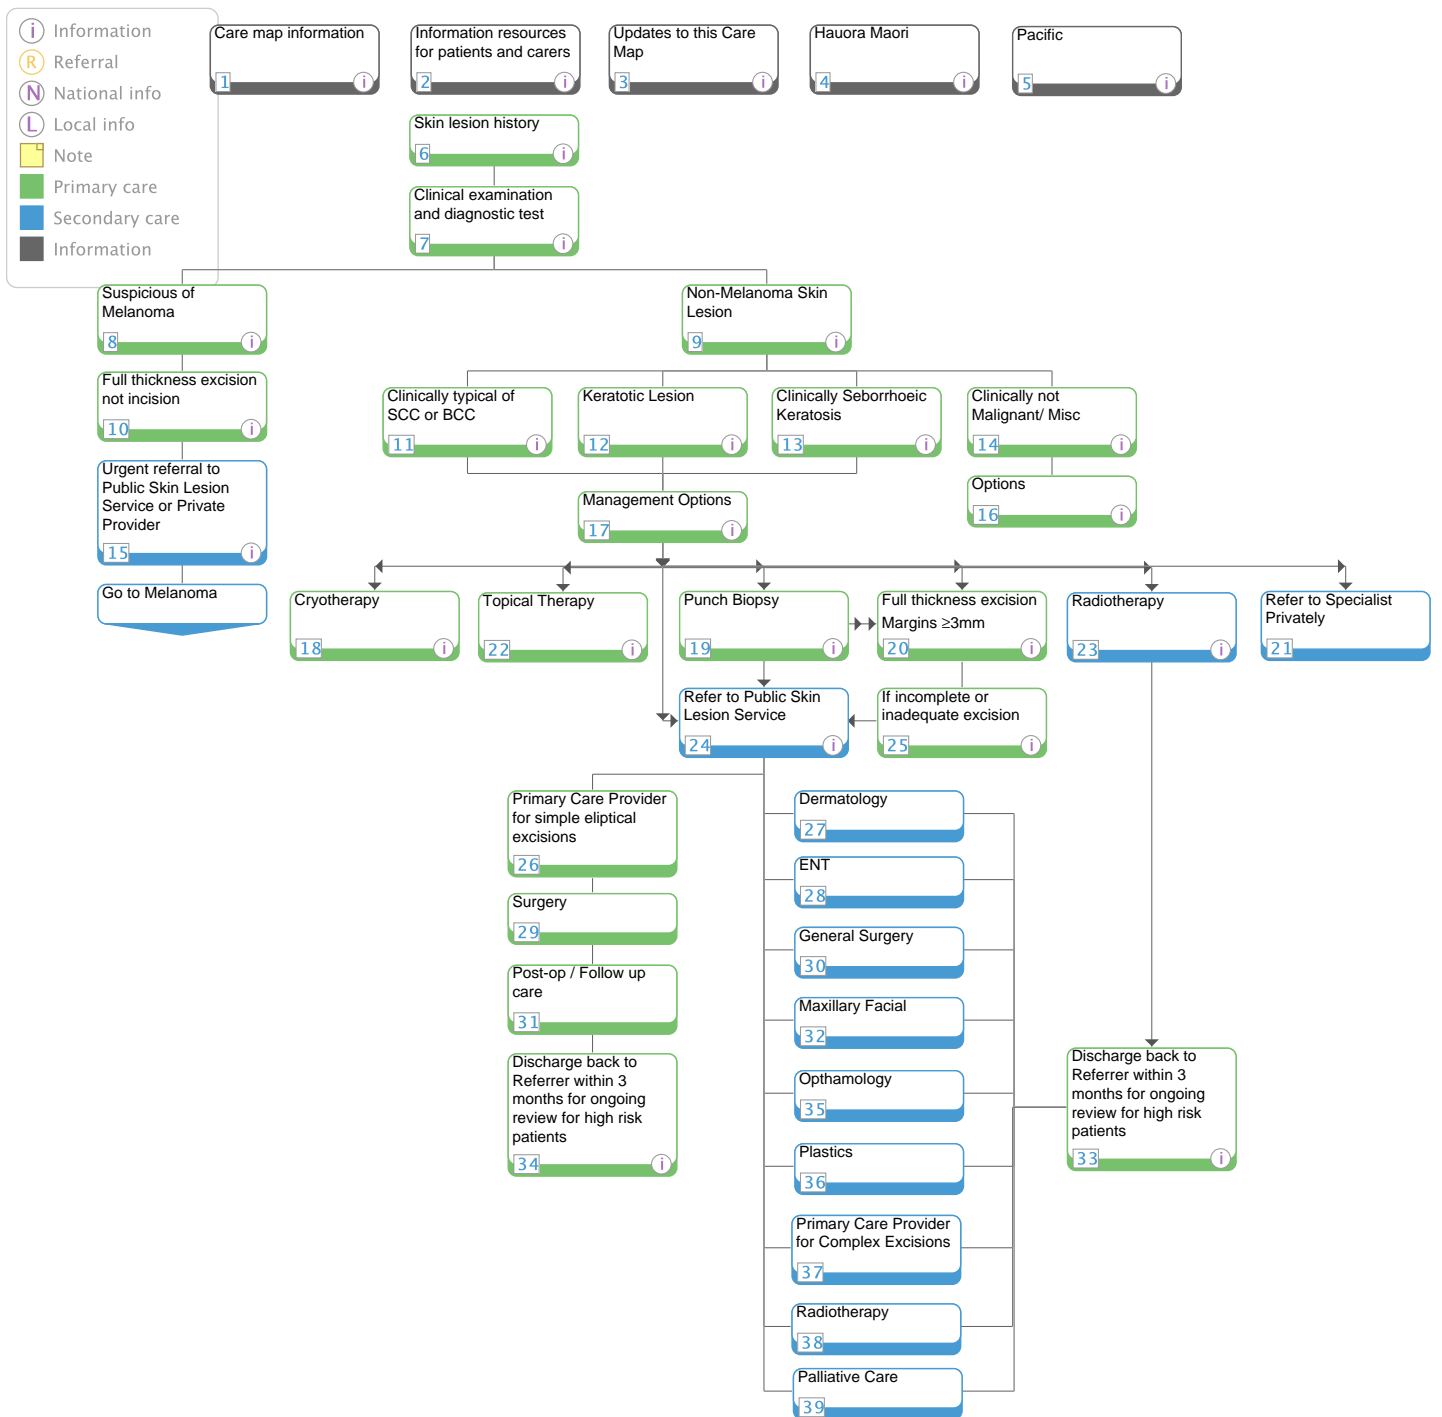 i Information
R Referral
N National info
L Local info
Note
Primary care
Secondary care
Information
Care map information
1 i
Information resources
for patients and carers
2 i
Updates to this Care
Map
3 i
Hauora Maori
4 i
Pacific
5 i
Skin lesion history
6 i
Clinical examination
and diagnostic test
7 i
Suspicious of
Melanoma
8 i
Non-Melanoma Skin
Lesion
9 i
Full thickness excision
not incision
10 i
Clinically typical of
SCC or BCC
11 i
Keratotic Lesion
12 i
Clinically Seborrhoeic
Keratosis
13 i
Clinically not
Malignant/ Misc
14 i
Urgent referral to
Public Skin Lesion
Service or Private
Provider
15 i
Options
16 i
Management Options
17 i
Go to Melanoma
Cryotherapy
18 i
Topical Therapy
22 i
Punch Biopsy
19 i
Full thickness excision
Margins ≥3mm
20 i
Radiotherapy
23 i
Refer to Specialist
Privately
21
Refer to Public Skin
Lesion Service
24 i
If incomplete or
inadequate excision
25 i
Primary Care Provider
for simple eliptical
excisions
26
Dermatology
27
ENT
28
Surgery
29
General Surgery
30
Post-op / Follow up
care
31
Maxillary Facial
32
Discharge back to
Referrer within 3
months for ongoing
review for high risk
patients
34 i
Opthamology
35
Discharge back to
Referrer within 3
months for ongoing
review for high risk
patients
33 i
Plastics
36
Primary Care Provider
for Complex Excisions
37
Radiotherapy
38
Palliative Care
39